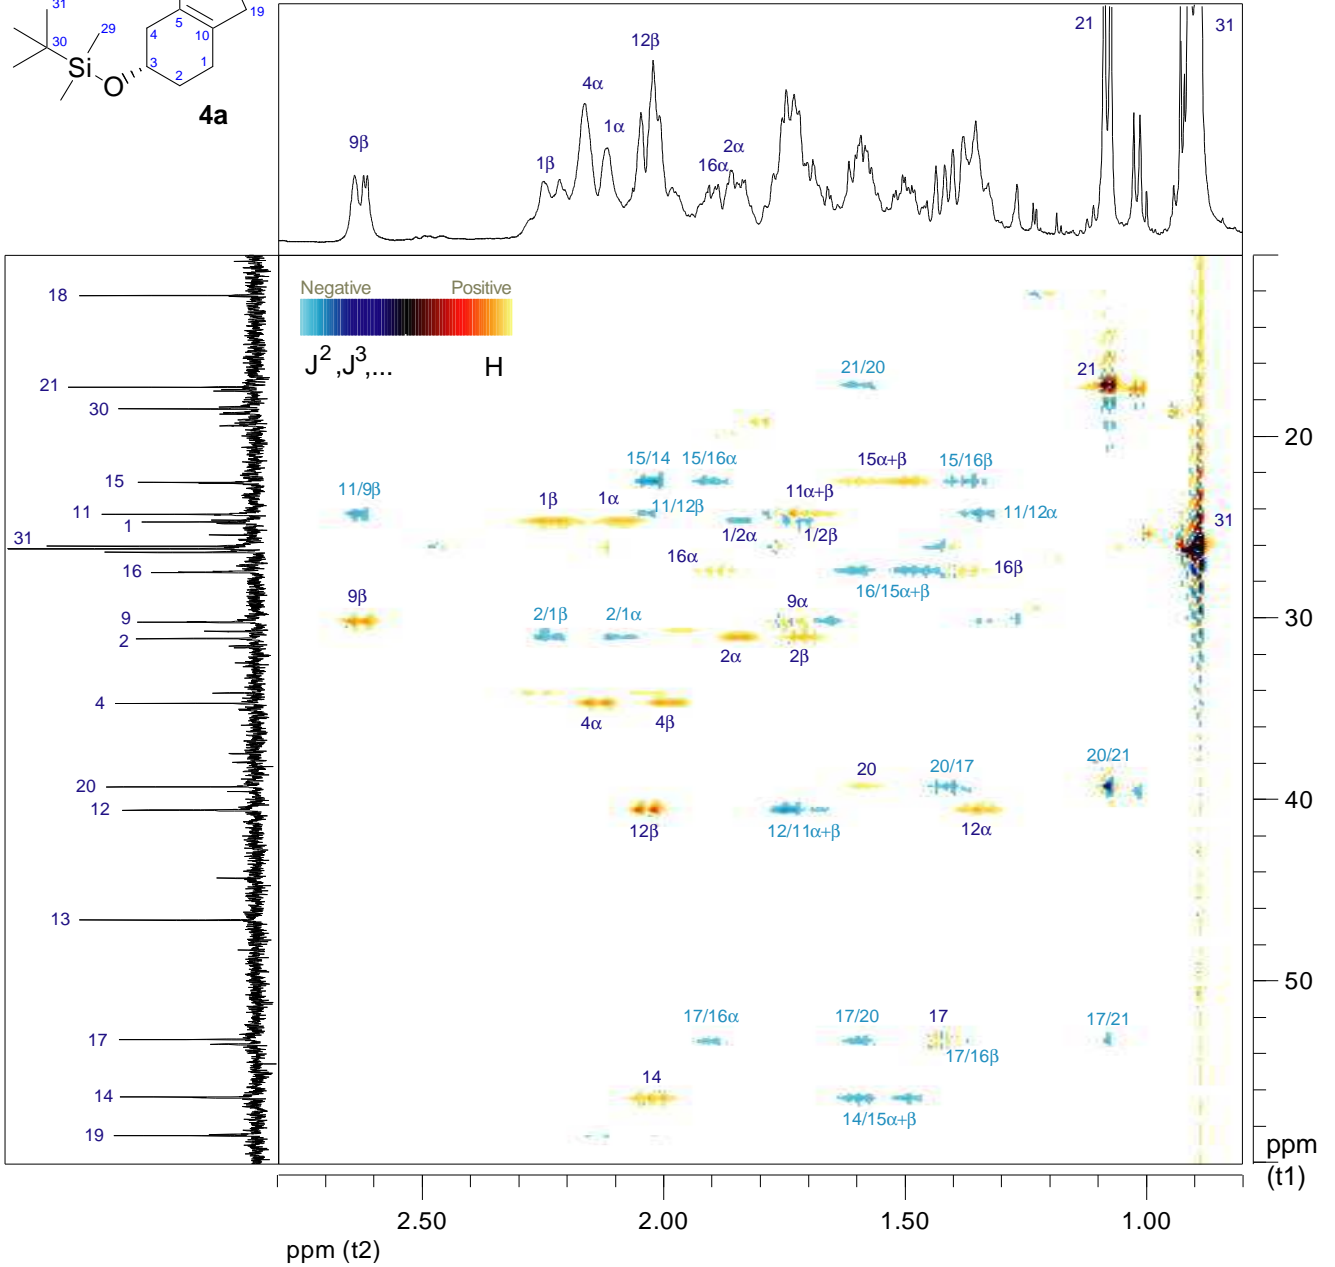 31
19
29
5
30
4
10
3
1
2
Si
O
4a
9β
1β
4α
1α
12β
16α
2α
21
31
18
21
30
15
11
1
31
16
9
2
4
20
12
13
17
14
19
Negative Positive
J2 ,J3,... H
21/20
21
15/14 15/16α 15α+β 15/16β
11/9β
1β 1α 11/12β 11α+β
11/12α
31
1/2α 1/2β
16α 16β
16/15α+β
9β
2/1β 2/1α 9α
2α 2β
4α 4β
20 20/17 20/21
12β 12/11α+β 12α
17/16α 17/20 17 17/21
17/16β
14
14/15α+β
20
30
40
50
ppm
(t1)
2.50 2.00 1.50 1.00
ppm (t2)